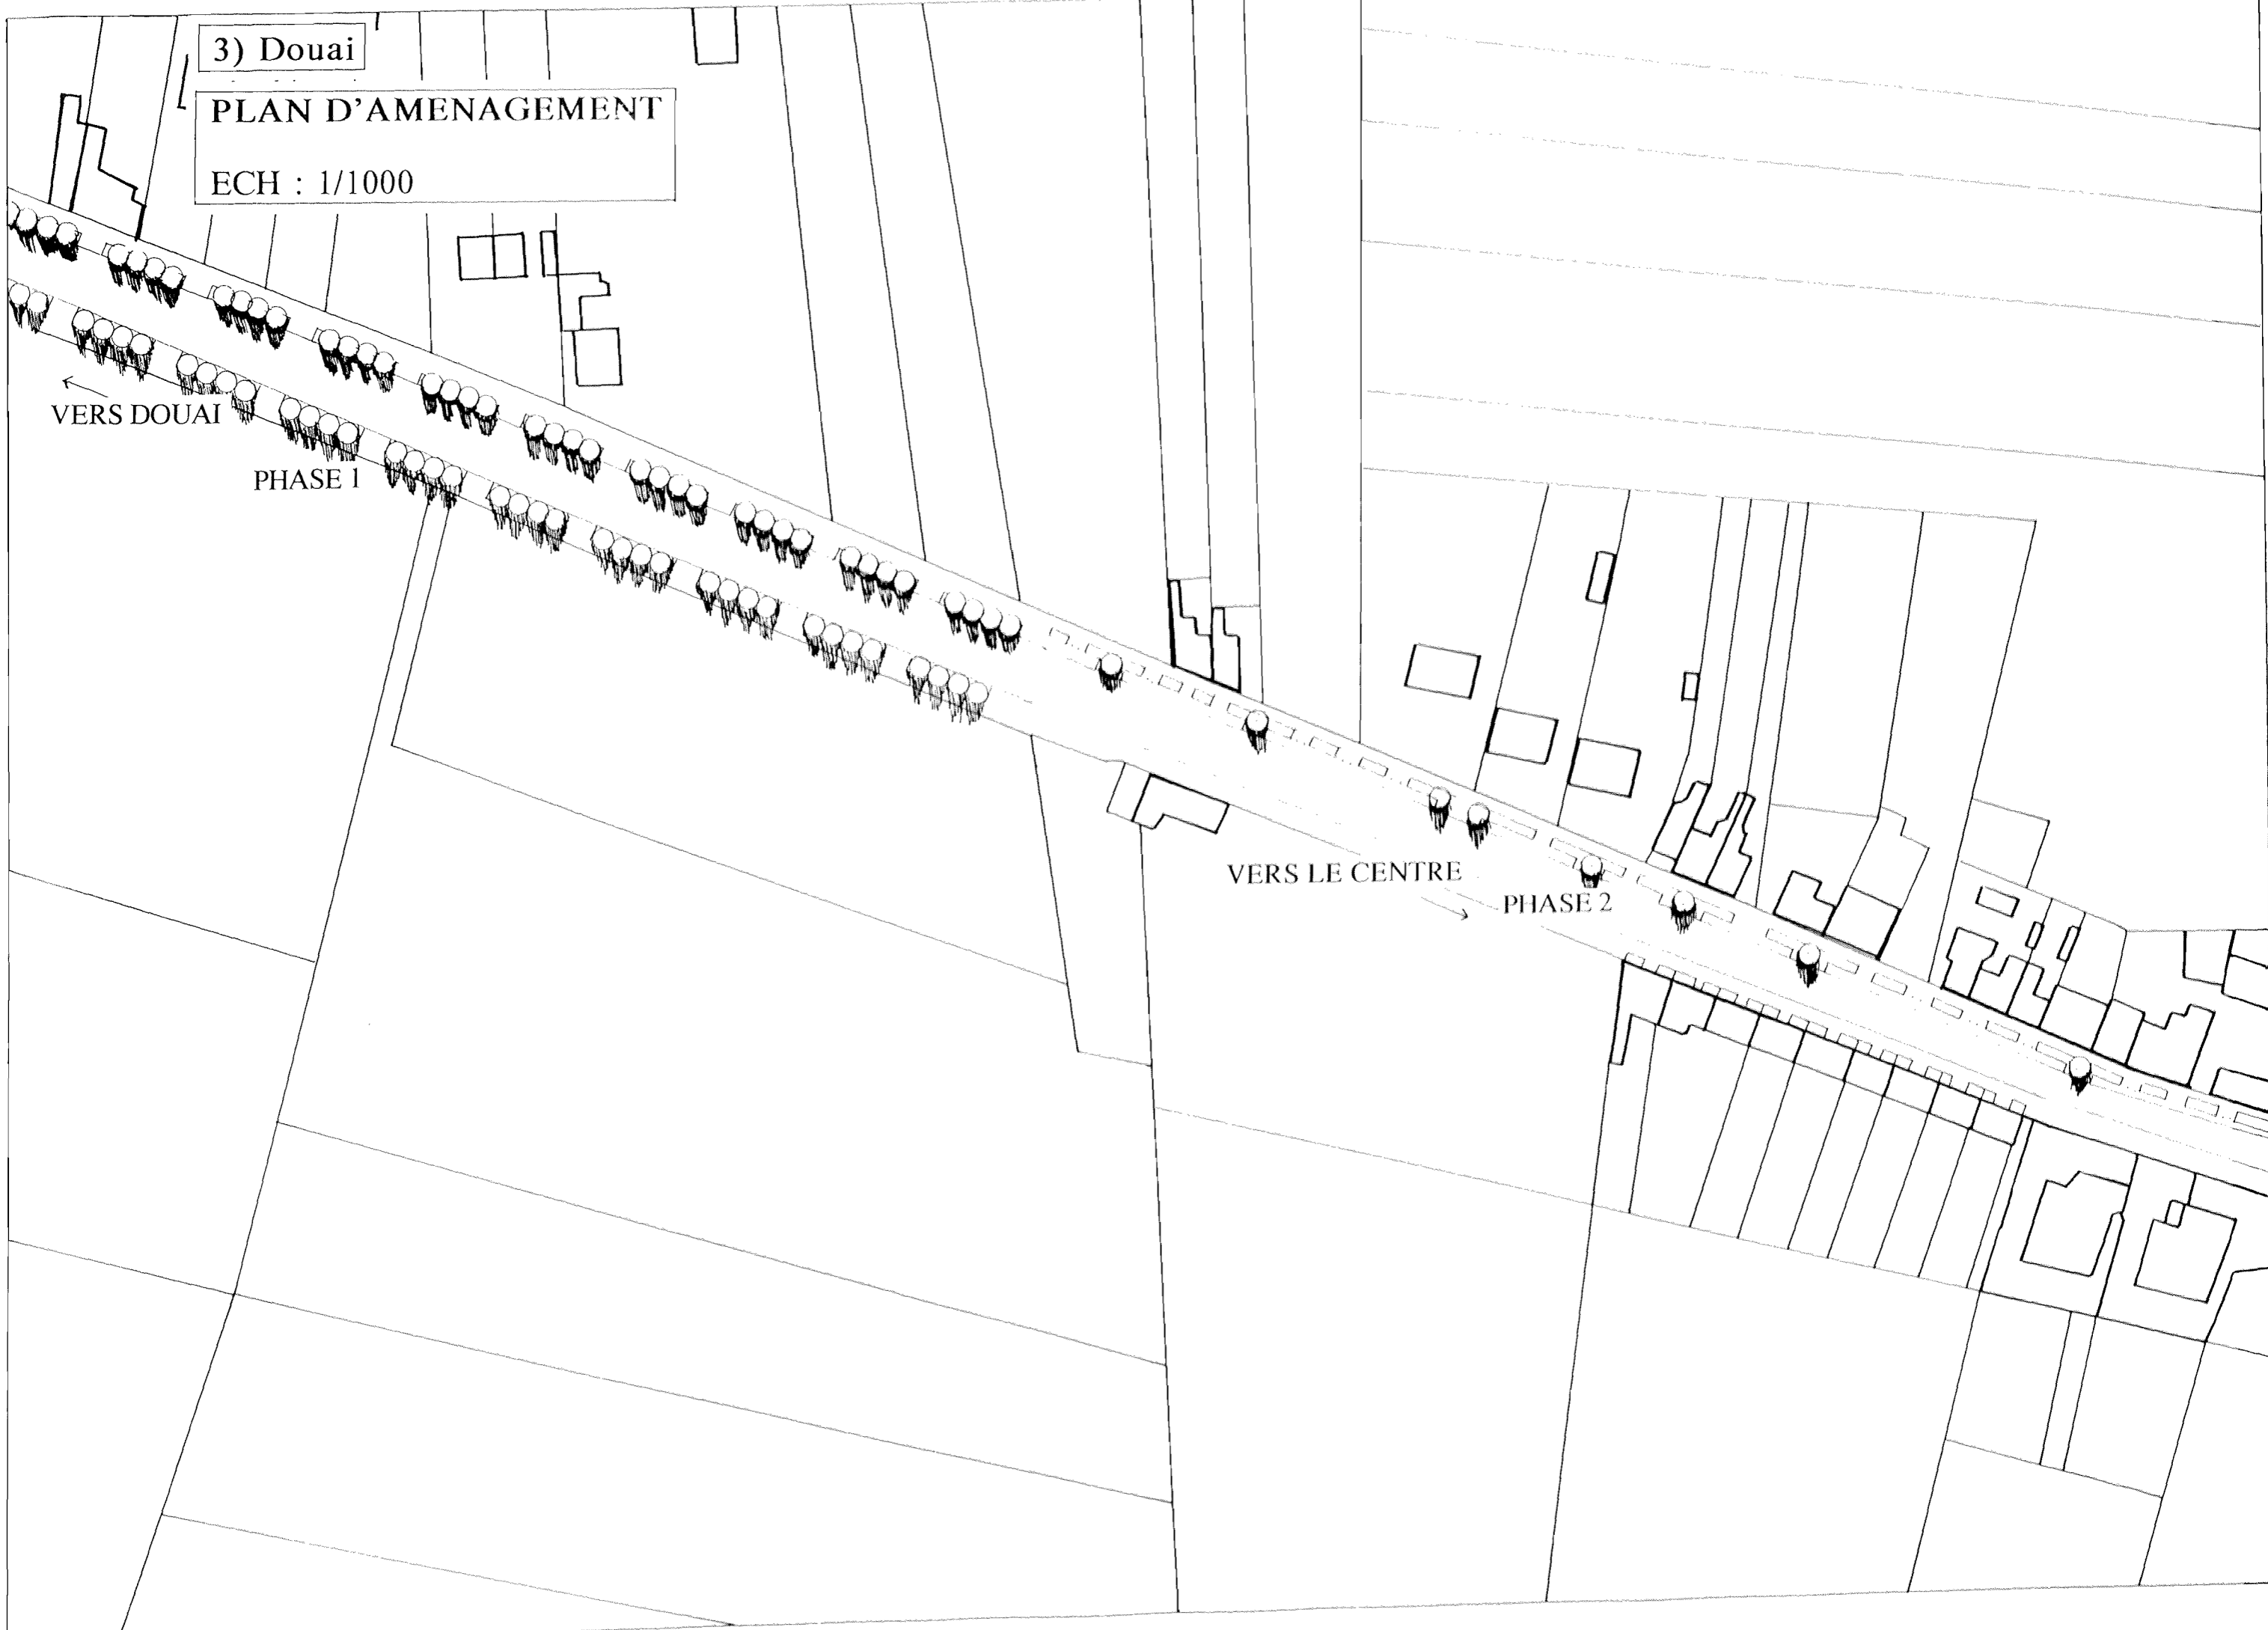 3) Douai
PLAN D'AMENAGEMENT
ECH : 1/1000
VERS DOUAI
PHASE 1
VERS LE CENTRE
PHASE 2